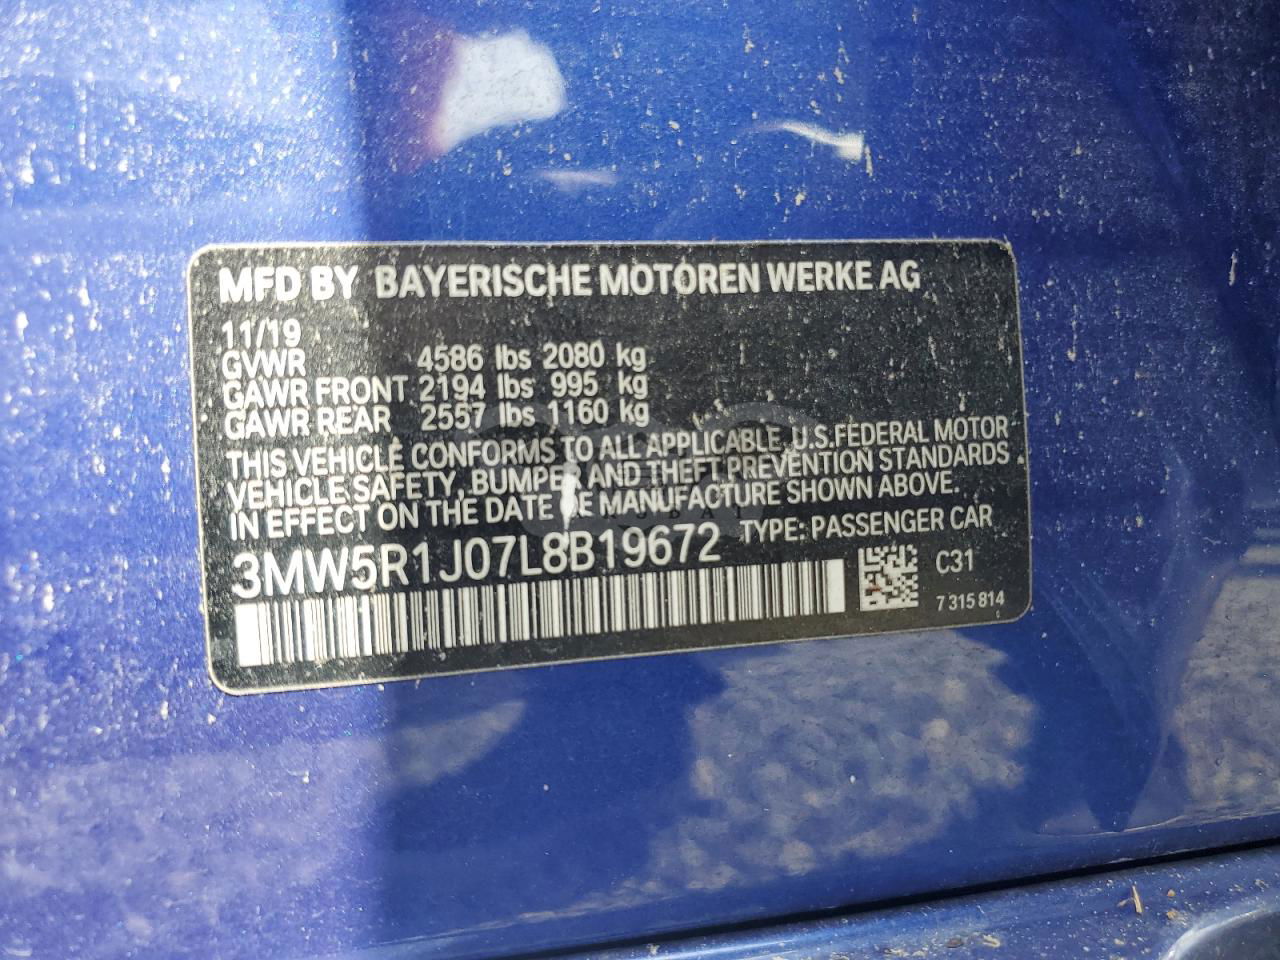 MFD BY BAYERISCHE MOTOREN WERKE AG
11/19
GVWR 4586 lbs 2080 kg
GAWR FRONT 2194 lbs 995 kg
GAWR REAR 2557 lbs 1160 kg
THIS VEHICLE CONFORMS TO ALL APPLICABLE U.S.FEDERAL MOTOR
VEHICLE SAFETY, BUMPER AND THEFT PREVENTION STANDARDS
IN EFFECT ON THE DATE MANUFACTURE SHOWN ABOVE.
3MW5R1J07L8B19672 TYPE: PASSENGER CAR
C31
7 315 814